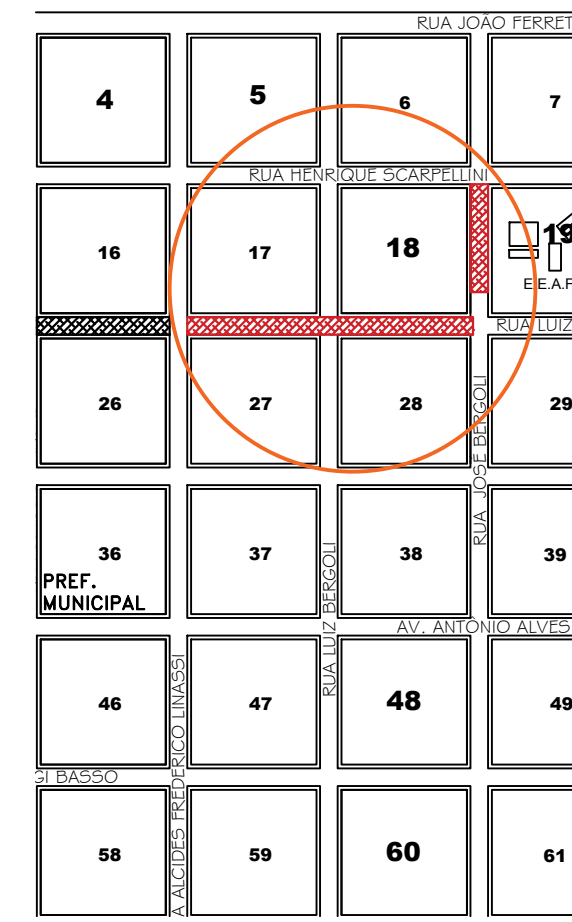 RUA JOÃO FERRET
4
5
6
7
RUA HENRIQUE SCARPELLINI
16
17
18
19
E.E.A.F
RUA LUIZ
26
27
28
29
RUA JOSE BERGOLI
36
37
38
39
PREF.
MUNICIPAL
RUA LUIZ BERGOLI
AV. ANTÔNIO ALVES
46
47
48
49
GI BASSO
A ALCIDES FREDERICO LINASSI
58
59
60
61